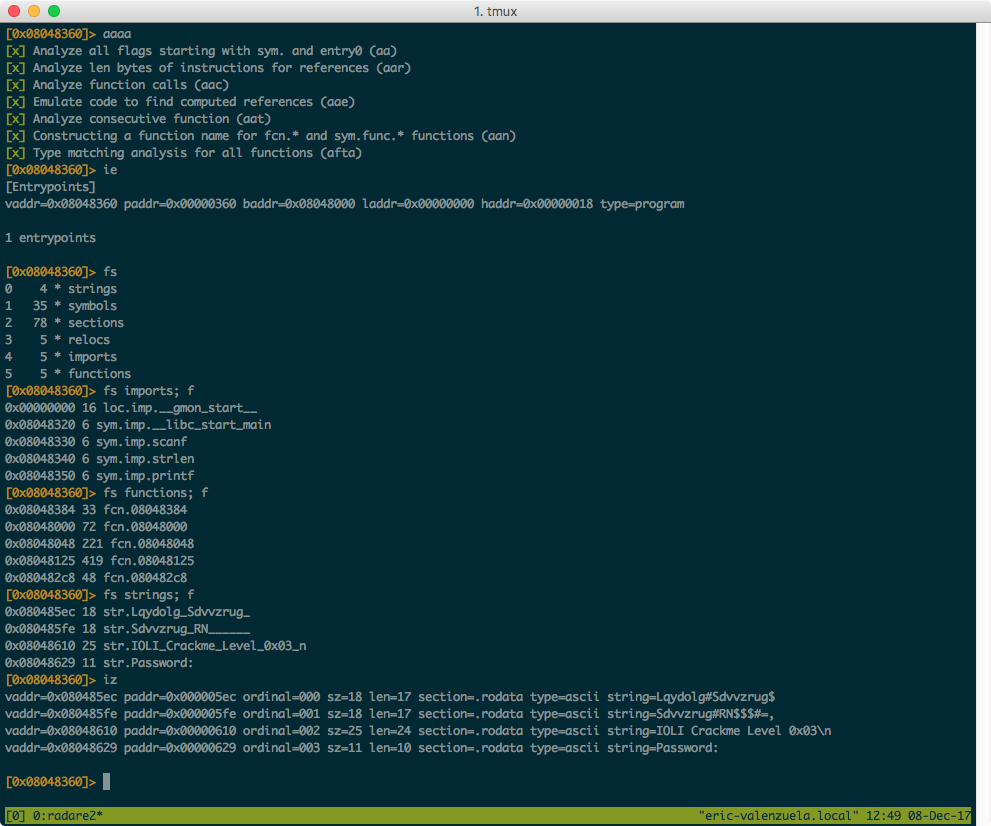 1. tmux
[0x08048360]> aaaa
[x] Analyze all flags starting with sym. and entry0 (aa)
[x] Analyze len bytes of instructions for references (aar)
[x] Analyze function calls (aac)
[x] Emulate code to find computed references (aae)
[x] Analyze consecutive function (aat)
[x] Constructing a function name for fcn.* and sym.func.* functions (aan)
[x] Type matching analysis for all functions (afta)
[0x08048360]> ie
[Entrypoints]
vaddr=0x08048360 paddr=0x00000360 baddr=0x08048000 laddr=0x00000000 haddr=0x00000018 type=program
1 entrypoints
[0x08048360]> fs
0    4 * strings
1   35 * symbols
2   78 * sections
3    5 * relocs
4    5 * imports
5    5 * functions
[0x08048360]> fs imports; f
0x00000000 16 loc.imp.__gmon_start__
0x08048320 6 sym.imp.__libc_start_main
0x08048330 6 sym.imp.scanf
0x08048340 6 sym.imp.strlen
0x08048350 6 sym.imp.printf
[0x08048360]> fs functions; f
0x08048384 33 fcn.08048384
0x08048000 72 fcn.08048000
0x08048048 221 fcn.08048048
0x08048125 419 fcn.08048125
0x080482c8 48 fcn.080482c8
[0x08048360]> fs strings; f
0x080485ec 18 str.Lqydolg_Sdvvzrug_
0x080485fe 18 str.Sdvvzrug_RN______
0x08048610 25 str.IOLI_Crackme_Level_0x03_n
0x08048629 11 str.Password:
[0x08048360]> iz
vaddr=0x080485ec paddr=0x000005ec ordinal=000 sz=18 len=17 section=.rodata type=ascii string=Lqydolg#Sdvvzrug$
vaddr=0x080485fe paddr=0x000005fe ordinal=001 sz=18 len=17 section=.rodata type=ascii string=Sdvvzrug#RN$$$#=,
vaddr=0x08048610 paddr=0x00000610 ordinal=002 sz=25 len=24 section=.rodata type=ascii string=IOLI Crackme Level 0x03\n
vaddr=0x08048629 paddr=0x00000629 ordinal=003 sz=11 len=10 section=.rodata type=ascii string=Password:
[0x08048360]>
[0] 0:radare2* "eric-valenzuela.local" 12:49 08-Dec-17